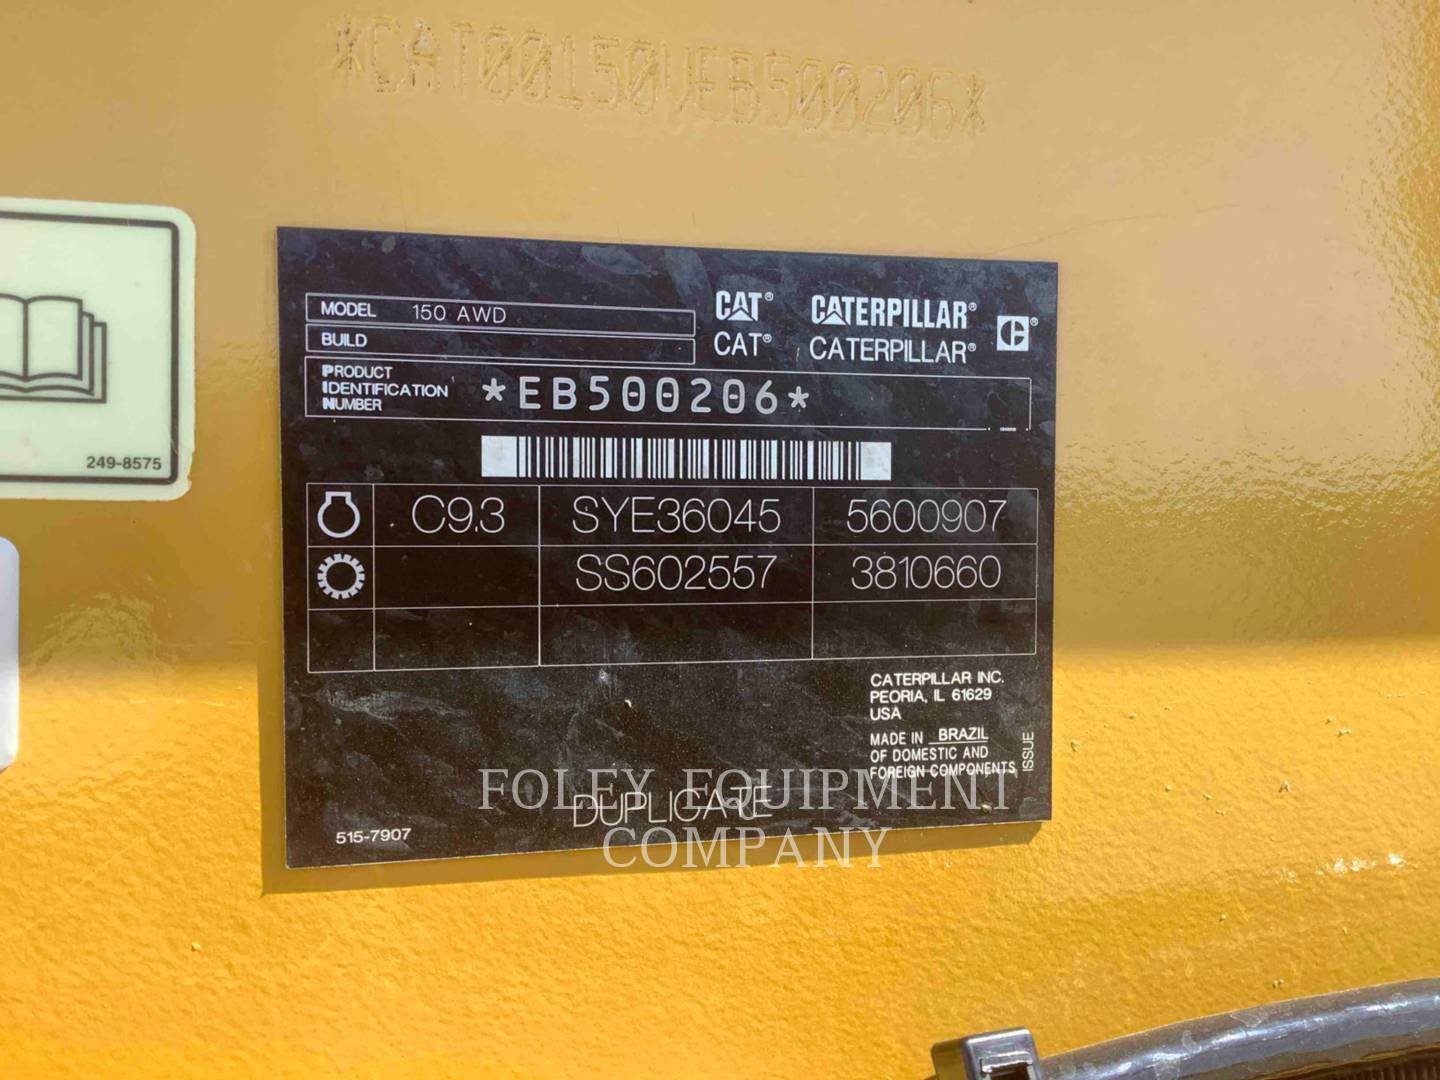 *CAT00150VEB500206*
MODEL 150 AWD
BUILD
PRODUCT
IDENTIFICATION
NUMBER
*EB500206*
CAT® CATERPILLAR®
CAT® CATERPILLAR®
C9.3 SYE36045 5600907
SS602557 3810660
CATERPILLAR INC.
PEORIA, IL 61629
USA
MADE IN BRAZIL
OF DOMESTIC AND
FOREIGN COMPONENTS
ISSUE
DUPLICATE
515-7907
249-8575
FOLEY EQUIPMENT
COMPANY